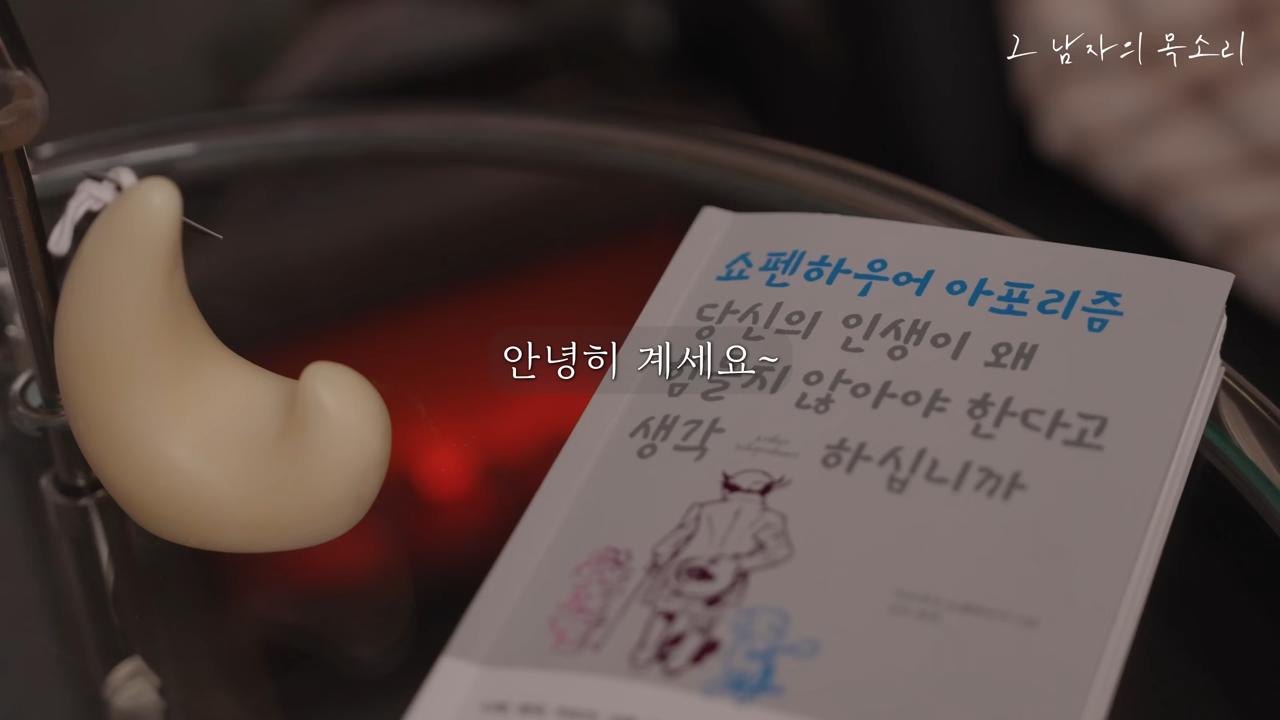 그 남자의 목소리
쇼펜하우어 아포리즘
당신의 인생이 왜
않아야 한다고
생각 하십니까
안녕히 계세요~